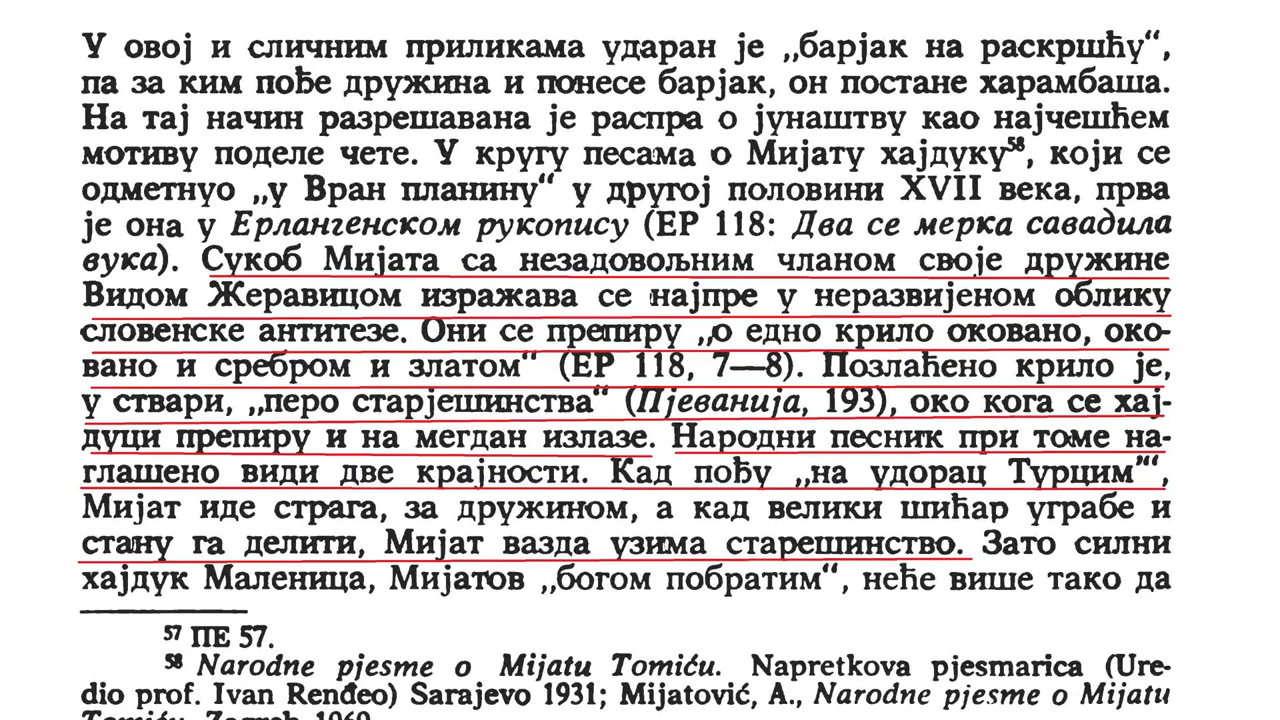 У овој и сличним приликама ударан је „барјак на раскршћу“,
па за ким пође дружина и понесе барјак, он постане харамбаша.
На тај начин разрешавана је распра о јунаштву као најчешћем
мотиву поделе чете. У кругу песама о Мијату хајдуку⁵⁸, који се
одметнуо „у Вран планину“ у другој половини XVII века, прва
је она у Ерлангенском рукопису (ЕР 118: Два се мерка савадила
вука). Сукоб Мијата са незадовољним чланом своје дружине
Видом Жеравицом изражава се најпре у неразвијеном облику
словенске антитезе. Они се препиру „о едно крило оковано, око-
вано и сребром и златом“ (ЕР 118, 7—8). Позлаћено крило је,
у ствари, „перо старјешинства“ (Пјеванија, 193), око кога се хај-
дуци препиру и на мегдан излазе. Народни песник при томе на-
глашено види две крајности. Кад пођу „на удорац Турцим’“,
Мијат иде страга, за дружином, а кад велики шићар уграбе и
стану га делити, Мијат вазда узима старешинство. Зато силни
хајдук Маленица, Мијатов „богом побратим“, неће више тако да
⁵⁷ ПЕ 57.
⁵⁸ Narodne pjesme o Mijatu Tomiću. Napretkova pjesmarica (Ure-
dio prof. Ivan Renđeo) Sarajevo 1931; Mijatović, A., Narodne pjesme o Mijatu
Tomiću, Zagreb 1969